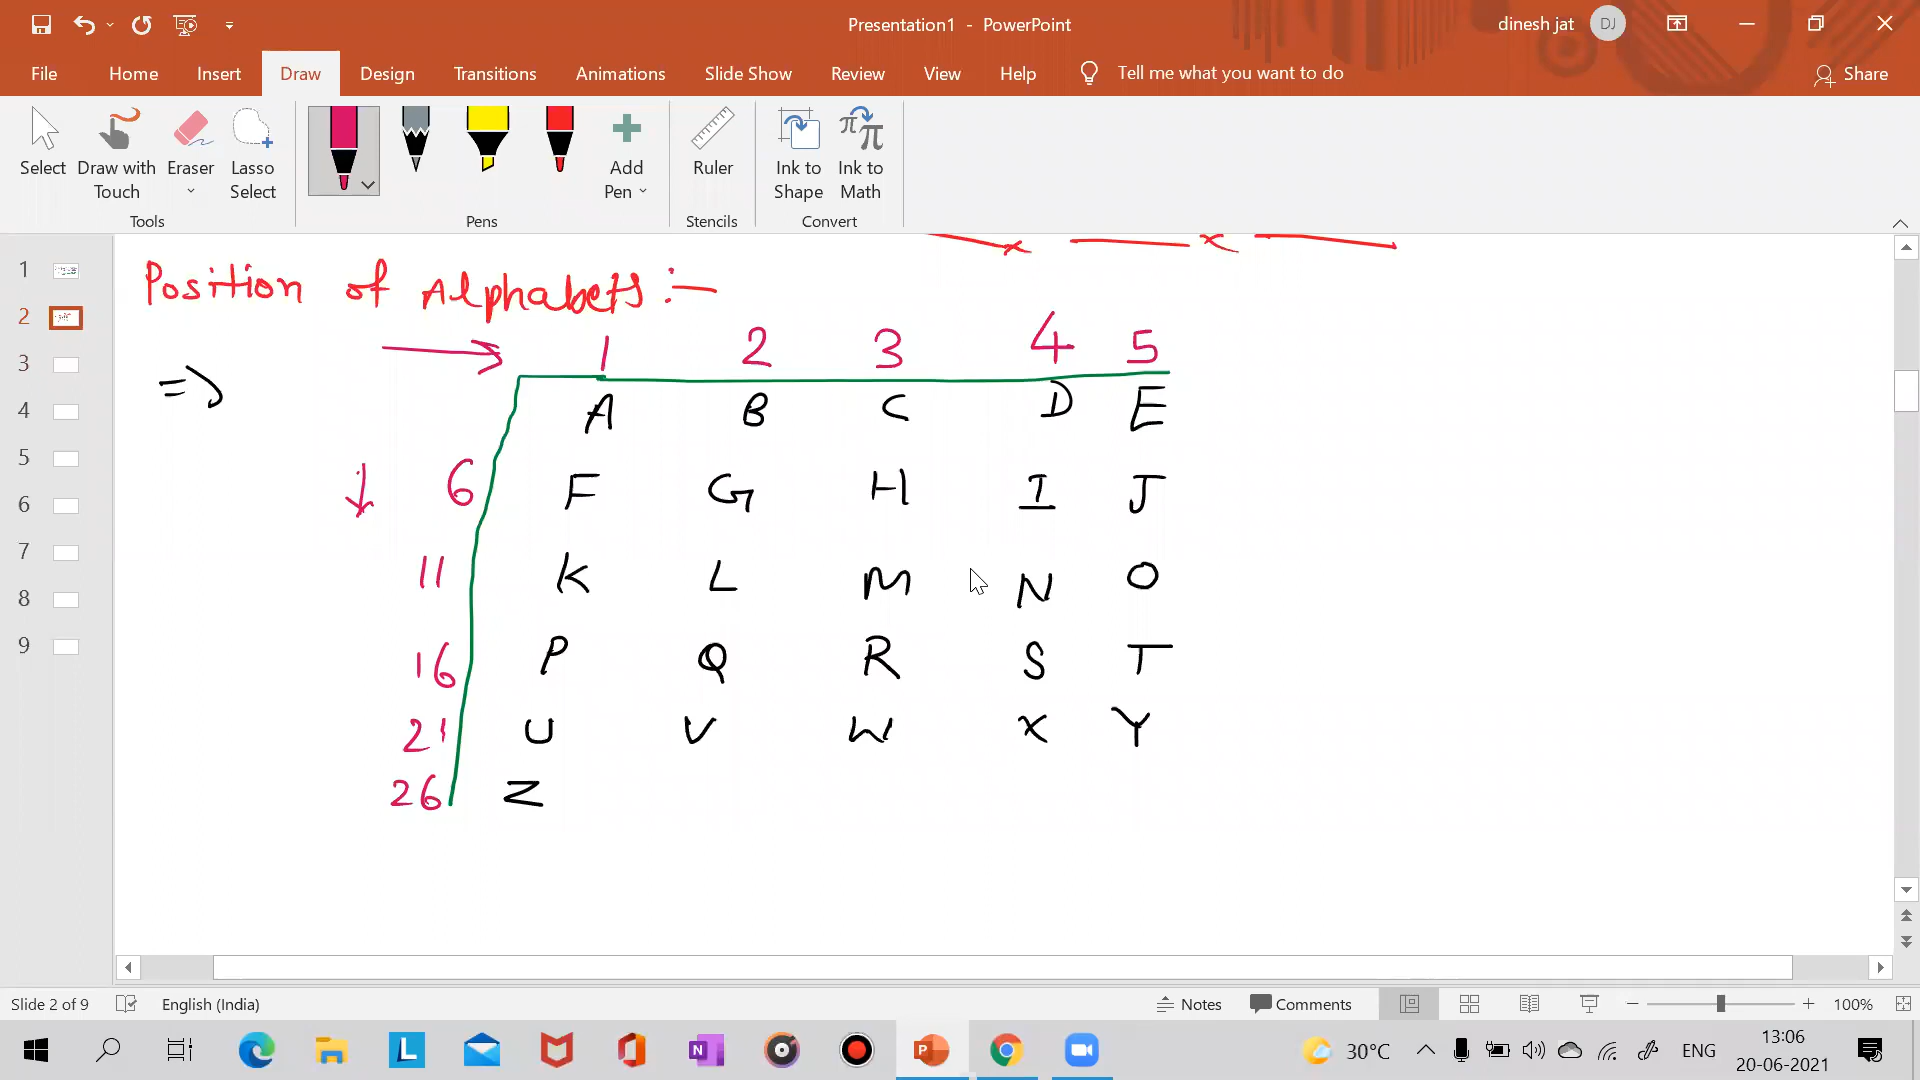 Presentation1 - PowerPoint
dinesh jat
DJ
File Home Insert Draw Design Transitions Animations Slide Show Review View Help Tell me what you want to do Share
Select Draw with Touch Eraser Lasso Select Add Pen Ruler Ink to Shape Ink to Math
Tools Pens Stencils Convert
Position of Alphabets :-
→ 1 2 3 4 5
=> A B C D E
↓ 6 F G H I J
11 K L M N O
16 P Q R S T
21 U V W X Y
26 Z
1
2
3
4
5
6
7
8
9
Slide 2 of 9 English (India) Notes Comments 100%
30°C ENG 13:06
20-06-2021